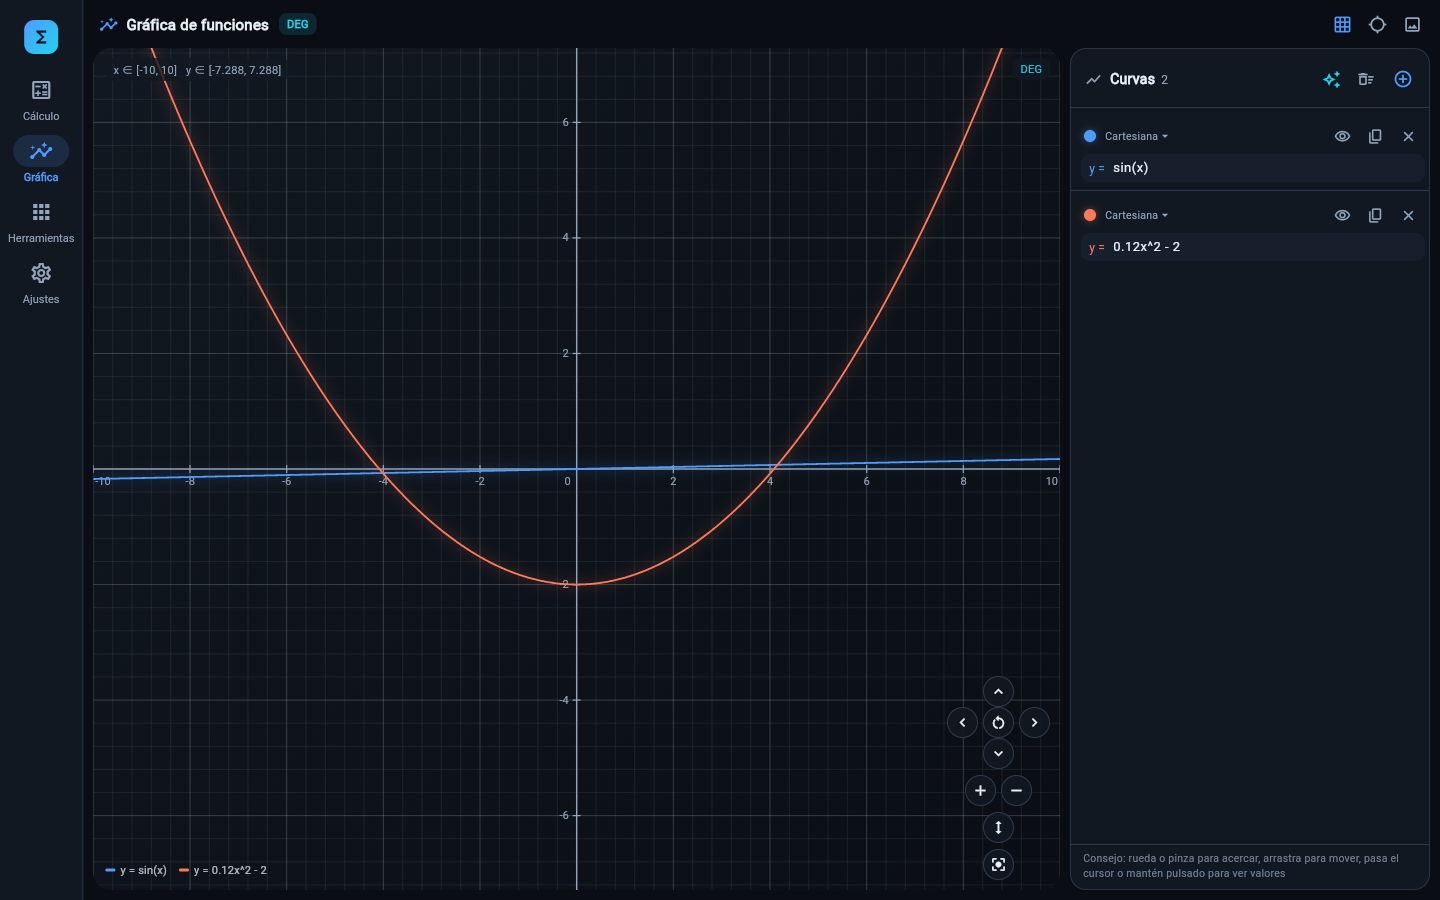 Σ
Gráfica de funciones DEG
Cálculo
Gráfica
Herramientas
Ajustes
x ∈ [-10, 10] y ∈ [-7.288, 7.288]
DEG
6
4
2
-10 -8 -6 -4 -2 0 2 4 6 8 10
-2
-4
-6
y = sin(x) y = 0.12x^2 - 2
Curvas 2
Cartesiana
y = sin(x)
Cartesiana
y = 0.12x^2 - 2
Consejo: rueda o pinza para acercar, arrastra para mover, pasa el
cursor o mantén pulsado para ver valores